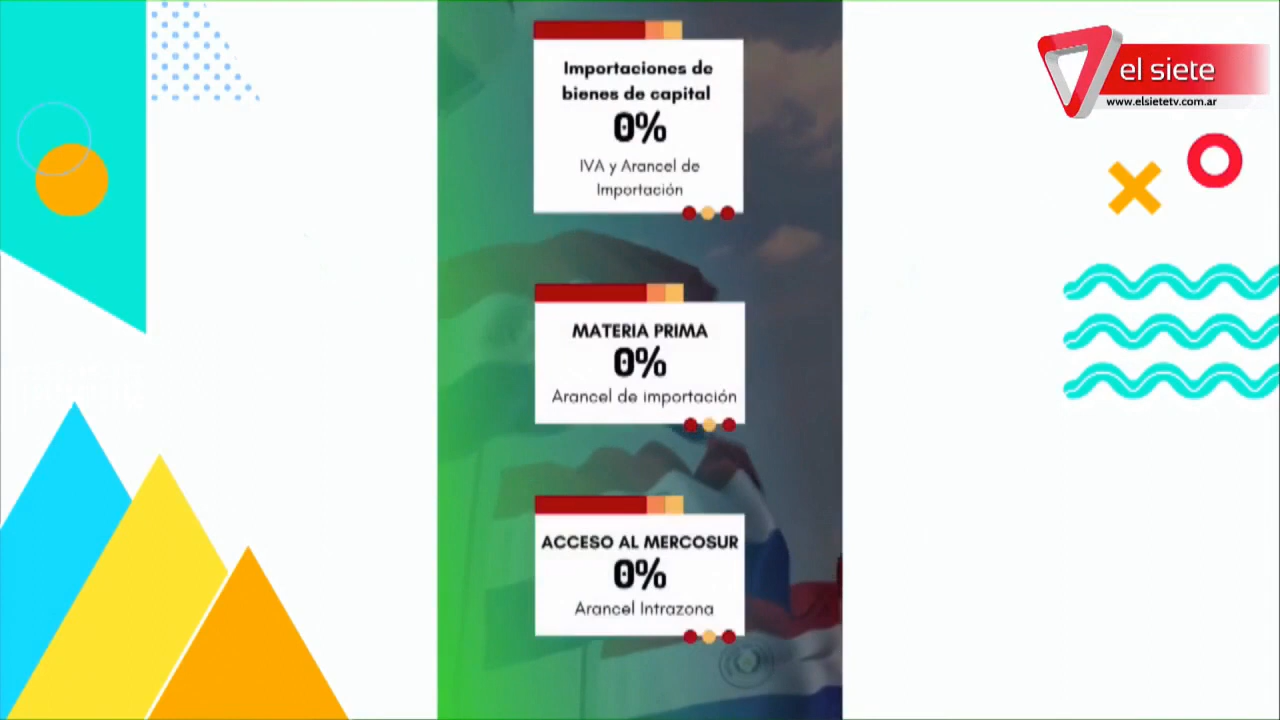 Importaciones de
bienes de capital
0%
IVA y Arancel de
Importación
MATERIA PRIMA
0%
Arancel de importación
ACCESO AL MERCOSUR
0%
Arancel Intrazona
el siete
www.elsietetv.com.ar